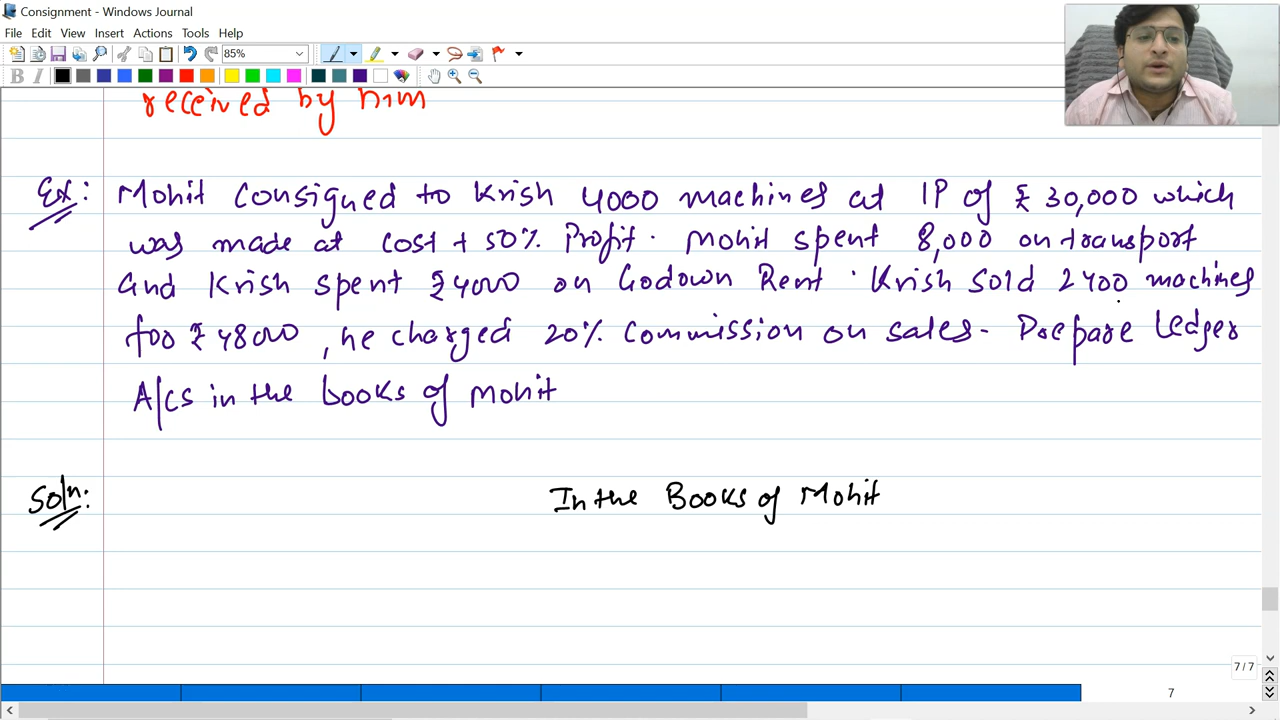 Consignment - Windows Journal
File Edit View Insert Actions Tools Help
85%
B I
received by him
Ex: Mohit Consigned to Krish 4000 machines at IP of ₹ 30,000 which
was made at cost + 50% Profit. Mohit spent 8,000 on transport
and Krish spent ₹4000 on Godown Rent. Krish sold 2400 machines
for ₹48000, he charged 20% Commission on sales. Prepare Ledger
A/Cs in the books of Mohit
Soln: In the Books of Mohit
7 / 7
7